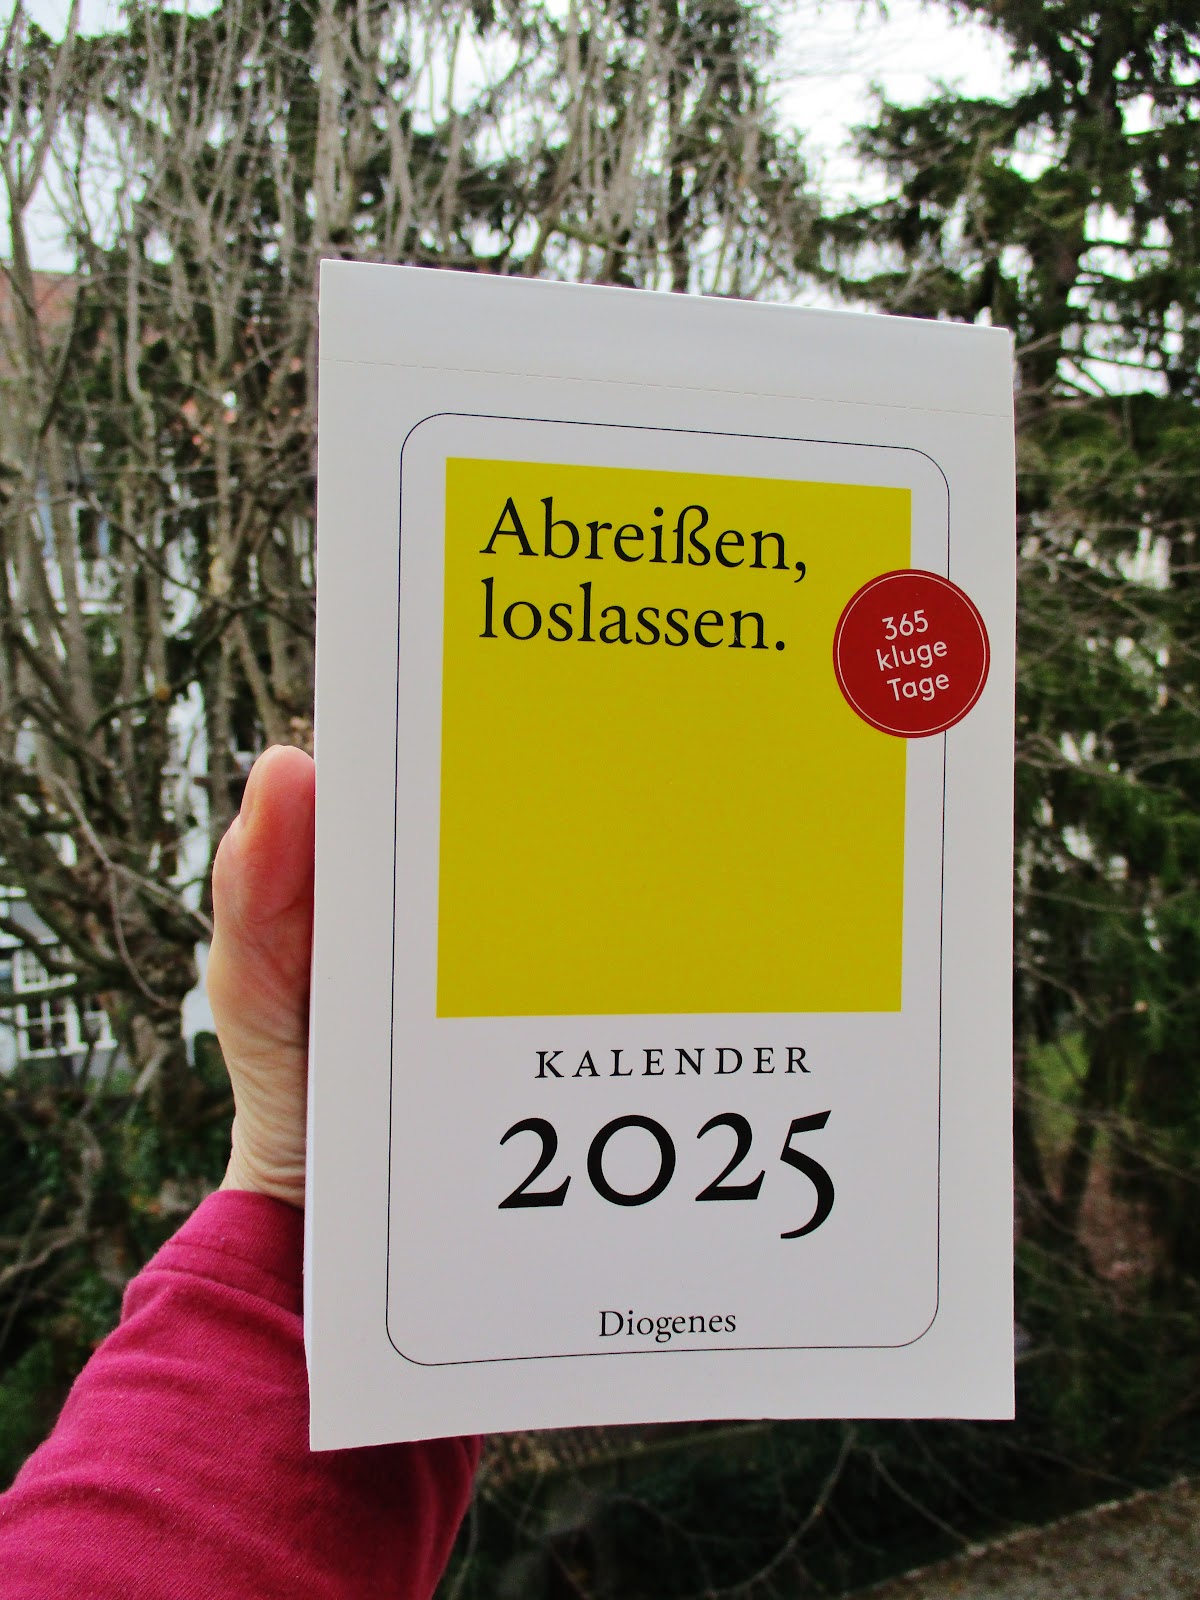 Abreißen,
loslassen.
365
kluge
Tage
KALENDER
2025
Diogenes